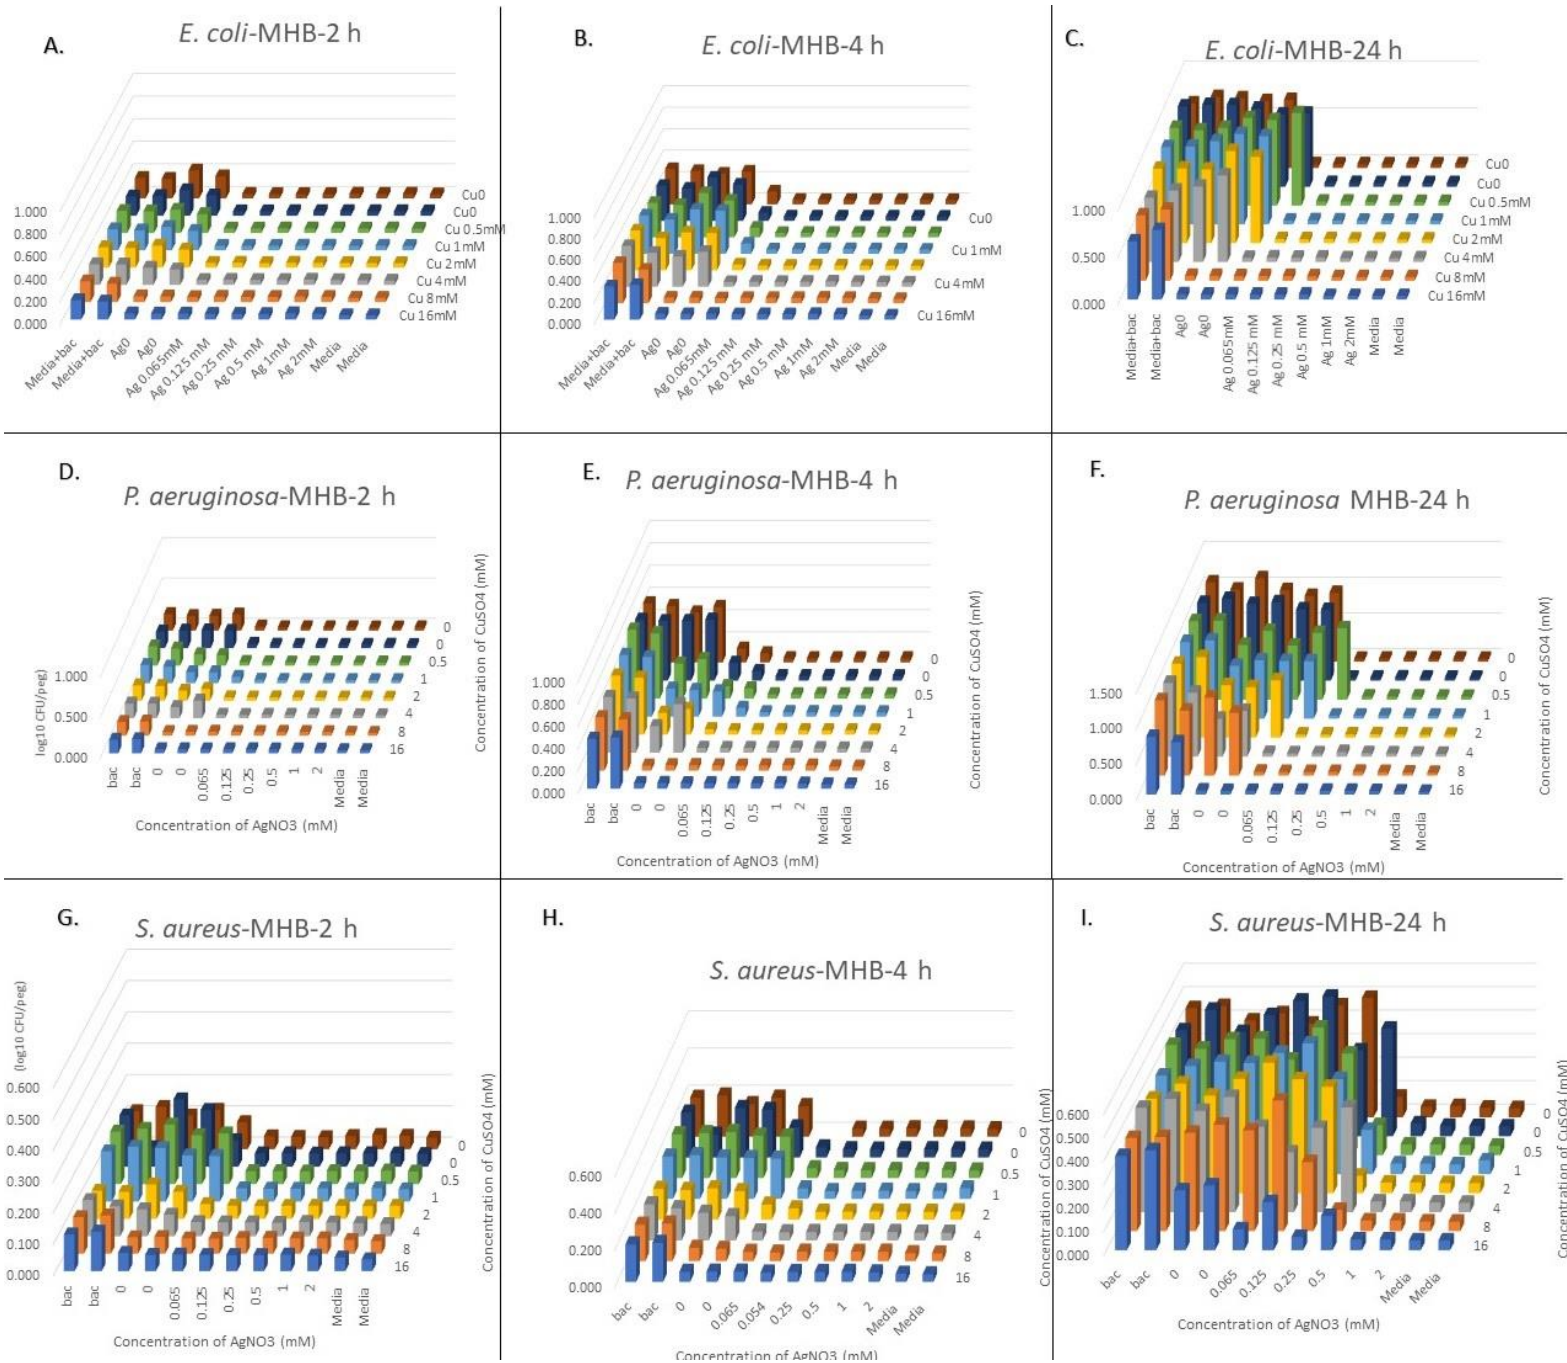 A.
E. coli-MHB-2 h
1.000
0.800
0.600
0.400
0.200
0.000
Cu0
Cu0
Cu 0.5mM
Cu 1mM
Cu 2mM
Cu 4mM
Cu 8mM
Cu 16mM
Media+bac
Media+bac
Ag0
Ag0
Ag 0.065mM
Ag 0.125 mM
Ag 0.25 mM
Ag 0.5 mM
Ag 1mM
Ag 2mM
Media
Media
B.
E. coli-MHB-4 h
1.000
0.800
0.600
0.400
0.200
0.000
Cu0
Cu 1mM
Cu 4mM
Cu 16mM
Media+bac
Media+bac
Ag0
Ag0
Ag 0.065mM
Ag 0.125 mM
Ag 0.25 mM
Ag 0.5 mM
Ag 1mM
Ag 2mM
Media
Media
C.
E. coli-MHB-24 h
1.000
0.500
0.000
Cu0
Cu0
Cu 0.5mM
Cu 1mM
Cu 2mM
Cu 4mM
Cu 8mM
Cu 16mM
Media+bac
Media+bac
Ag0
Ag0
Ag 0.065mM
Ag 0.125 mM
Ag 0.25 mM
Ag 0.5 mM
Ag 1mM
Ag 2mM
Media
Media
D.
P. aeruginosa-MHB-2 h
log10 CFU/peg)
1.000
0.500
0.000
0
0
0.5
1
2
4
8
16
Concentration of CuSO4 (mM)
bac
bac
0
0
0.065
0.125
0.25
0.5
1
2
Media
Media
Concentration of AgNO3 (mM)
E.
P. aeruginosa-MHB-4 h
1.000
0.800
0.600
0.400
0.200
0.000
0
0
0.5
1
2
4
8
16
Concentration of CuSO4 (mM)
bac
bac
0
0
0.065
0.125
0.25
0.5
1
2
Media
Media
Concentration of AgNO3 (mM)
F.
P. aeruginosa MHB-24 h
1.500
1.000
0.500
0.000
0
0
0.5
1
2
4
8
16
Concentration of CuSO4 (mM)
bac
bac
0
0
0.065
0.125
0.25
0.5
1
2
Media
Media
Concentration of AgNO3 (mM)
G.
S. aureus-MHB-2 h
(log10 CFU/peg)
0.600
0.500
0.400
0.300
0.200
0.100
0.000
0
0
0.5
1
2
4
8
16
Concentration of CuSO4 (mM)
bac
bac
0
0
0.065
0.125
0.25
0.5
1
2
Media
Media
Concentration of AgNO3 (mM)
H.
S. aureus-MHB-4 h
0.600
0.400
0.200
0.000
0
0
0.5
1
2
4
8
16
Concentration of CuSO4 (mM)
bac
bac
0
0
0.065
0.054
0.25
0.5
1
2
Media
Media
Concentration of AgNO3 (mM)
I.
S. aureus-MHB-24 h
0.600
0.500
0.400
0.300
0.200
0.100
0.000
0
0
0.5
1
2
4
8
16
Concentration of CuSO4 (mM)
bac
bac
0
0
0.065
0.125
0.25
0.5
1
2
Media
Media
Concentration of AgNO3 (mM)